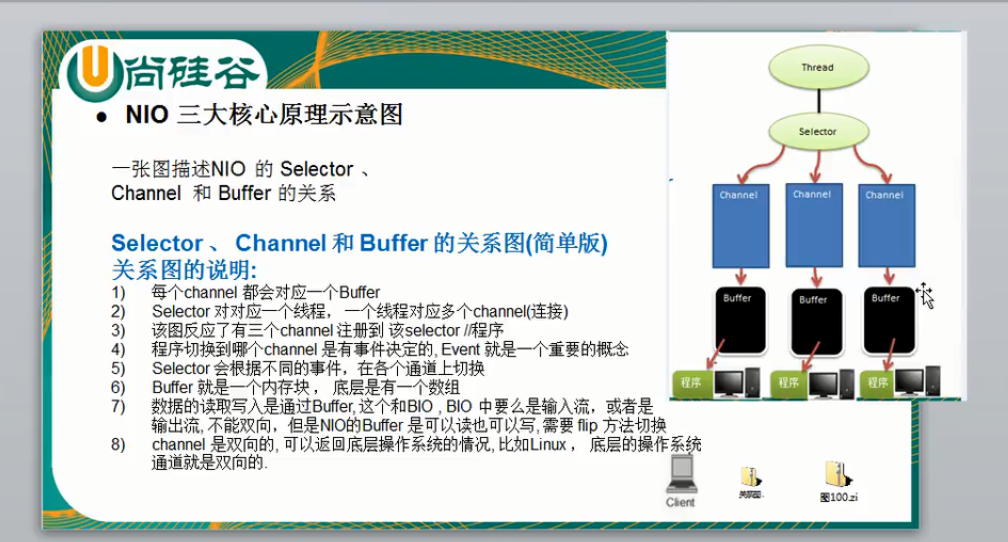 尚硅谷
• NIO 三大核心原理示意图
一张图描述NIO 的 Selector 、
Channel 和 Buffer 的关系
Selector 、 Channel 和 Buffer 的关系图(简单版)
关系图的说明:
1) 每个channel 都会对应一个Buffer
2) Selector 对对应一个线程， 一个线程对应多个channel(连接)
3) 该图反应了有三个channel 注册到 该selector //程序
4) 程序切换到哪个channel 是有事件决定的, Event 就是一个重要的概念
5) Selector 会根据不同的事件，在各个通道上切换
6) Buffer 就是一个内存块 ， 底层是有一个数组
7) 数据的读取写入是通过Buffer, 这个和BIO , BIO 中要么是输入流，或者是
输出流, 不能双向，但是NIO的Buffer 是可以读也可以写, 需要 flip 方法切换
8) channel 是双向的, 可以返回底层操作系统的情况, 比如Linux ， 底层的操作系统
通道就是双向的.
Thread
Selector
Channel
Channel
Channel
Buffer
Buffer
Buffer
程序
程序
程序
Client
图100.zi